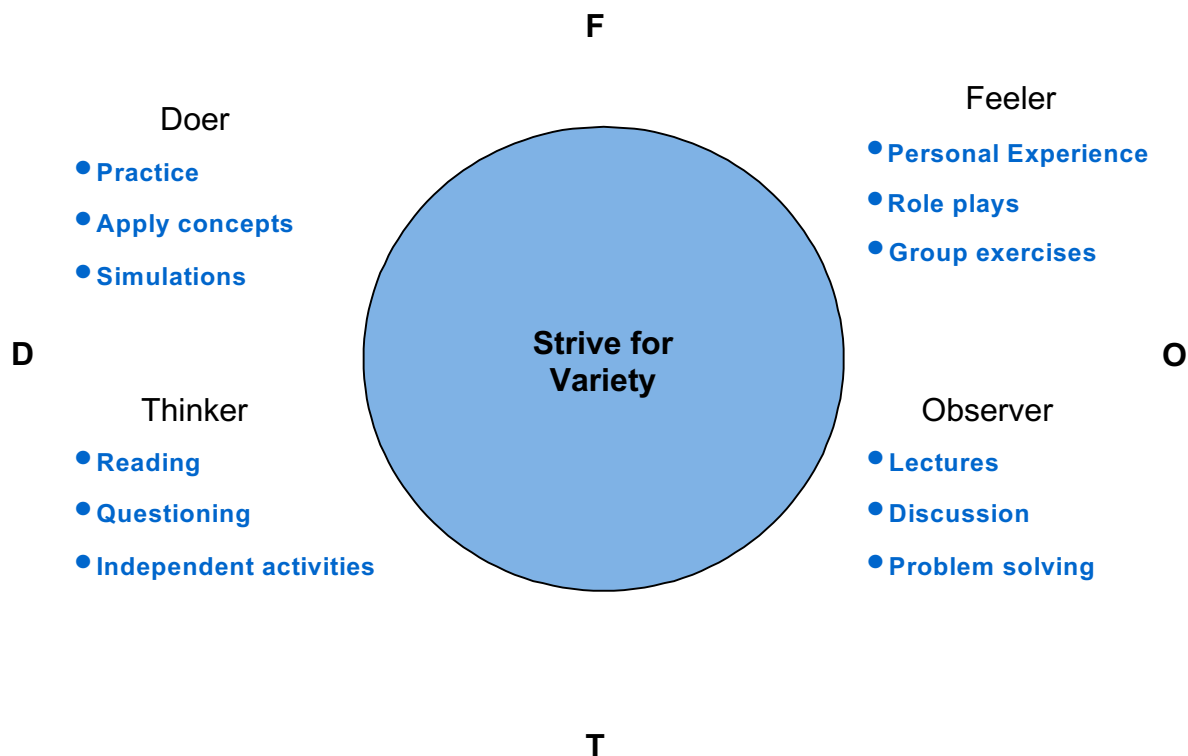 F
Doer
• Practice
• Apply concepts
• Simulations
Feeler
• Personal Experience
• Role plays
• Group exercises
D
Strive for
Variety
O
Thinker
• Reading
• Questioning
• Independent activities
Observer
• Lectures
• Discussion
• Problem solving
T